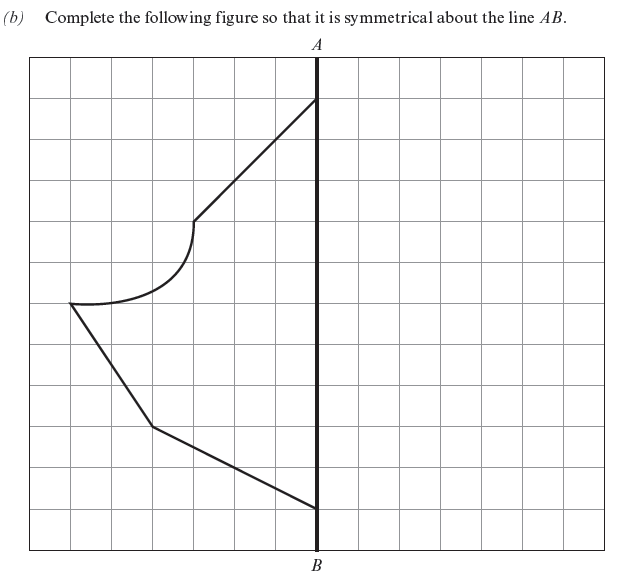 (b) Complete the following figure so that it is symmetrical about the line AB.
A
B